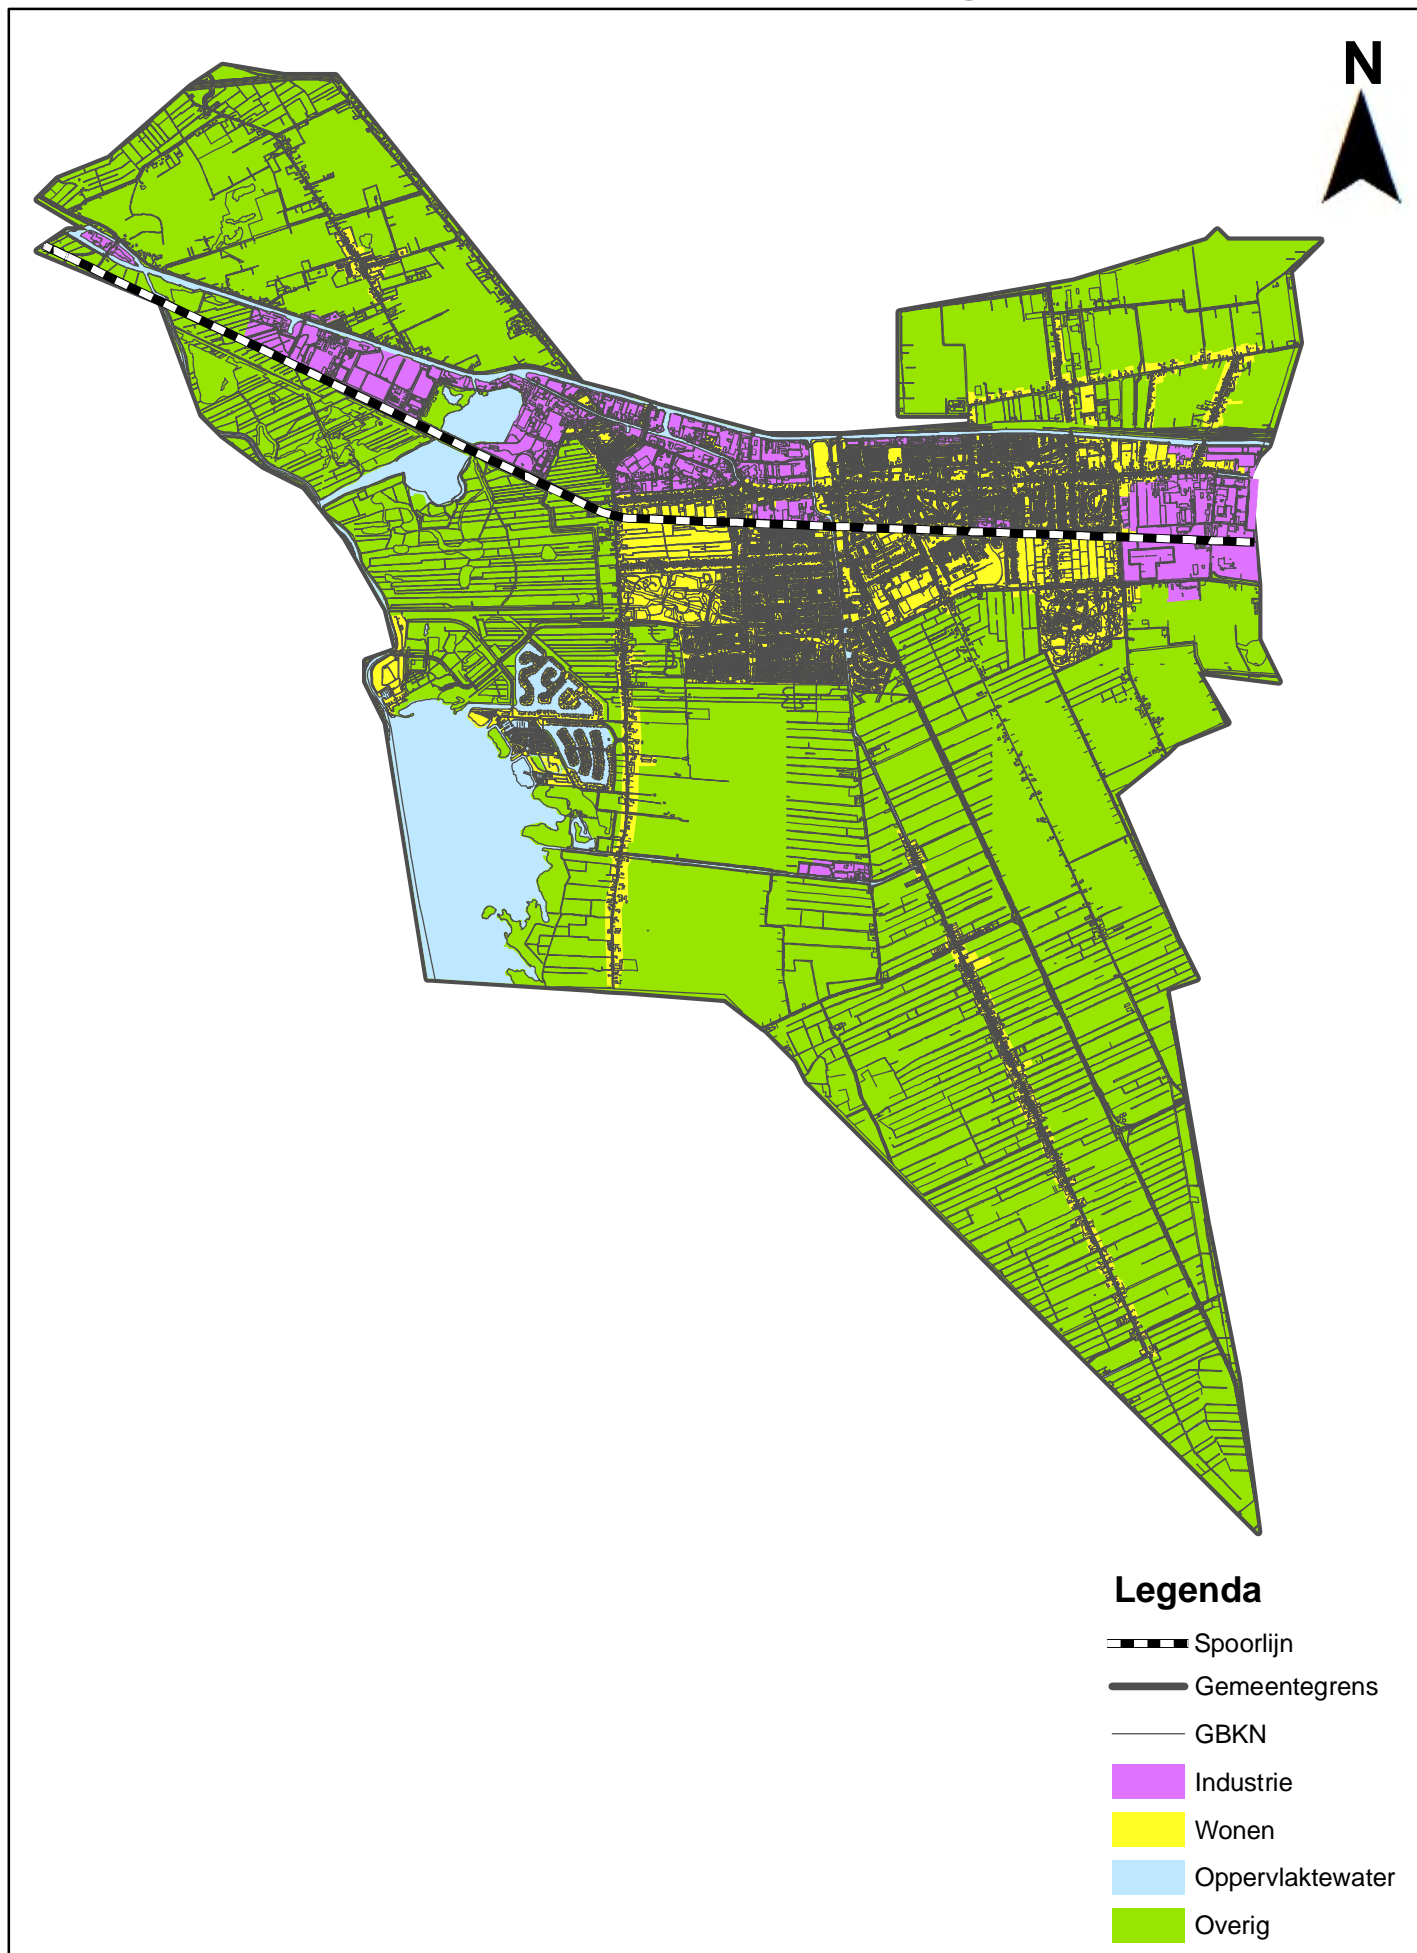 N
Legenda
Spoorlijn
Gemeentegrens
GBKN
Industrie
Wonen
Oppervlaktewater
Overig